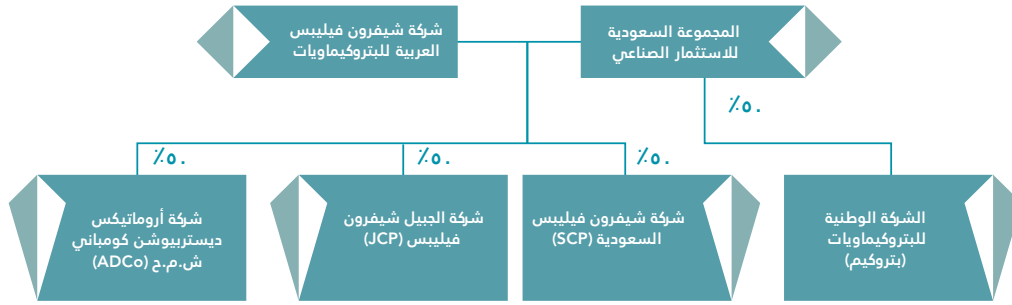 المجموعة السعودية
للاستثمار الصناعي
شركة شيفرون فيليبس
العربية للبتروكيماويات
٥٠٪
٥٠٪
٥٠٪
٥٠٪
الشركة الوطنية
للبتروكيماويات
(بتروكيم)
شركة شيفرون فيليبس
السعودية (SCP)
شركة الجبيل شيفرون
فيليبس (JCP)
شركة أروماتيكس
ديستربيوشن كومباني
ش.م.ح (ADCo)